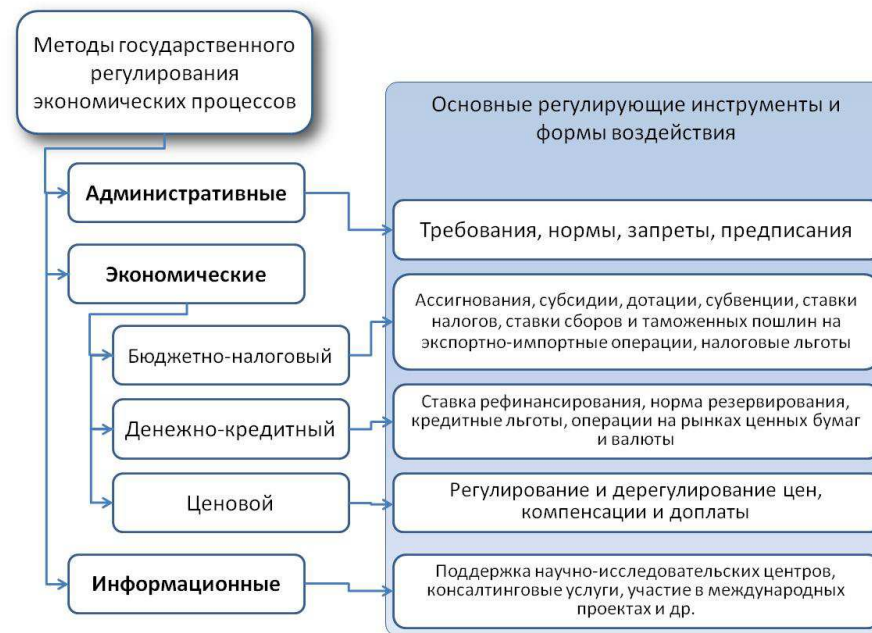 Методы государственного
регулирования
экономических процессов
Основные регулирующие инструменты и
формы воздействия
Административные
Требования, нормы, запреты, предписания
Экономические
Бюджетно-налоговый
Ассигнования, субсидии, дотации, субвенции, ставки
налогов, ставки сборов и таможенных пошлин на
экспортно-импортные операции, налоговые льготы
Денежно-кредитный
Ставка рефинансирования, норма резервирования,
кредитные льготы, операции на рынках ценных бумаг
и валюты
Ценовой
Регулирование и дерегулирование цен,
компенсации и доплаты
Информационные
Поддержка научно-исследовательских центров,
консалтинговые услуги, участие в международных
проектах и др.